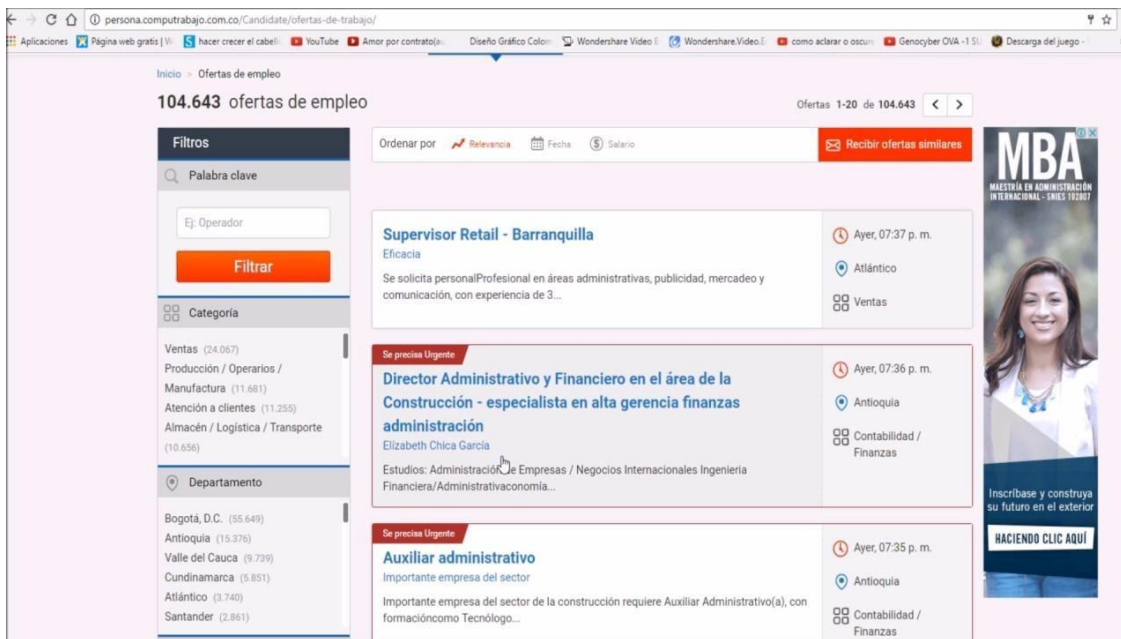 persona.computrabajo.com.co/Candidate/ofertas-de-trabajo/
Aplicaciones Página web gratis | W hacer crecer el cabell YouTube Amor por contrato(a Diseño Gráfico Colom Wondershare Video E Wondershare.Video.E como aclarar o oscur Genocyber OVA -1 SU Descarga del juego -
Inicio > Ofertas de empleo
104.643 ofertas de empleo
Ofertas 1-20 de 104.643
Filtros
Palabra clave
Ej: Operador
Filtrar
Categoría
Ventas (24.067)
Producción / Operarios /
Manufactura (11.681)
Atención a clientes (11.255)
Almacén / Logística / Transporte
(10.656)
Departamento
Bogotá, D.C. (55.649)
Antioquia (15.376)
Valle del Cauca (9.739)
Cundinamarca (5.851)
Atlántico (3.740)
Santander (2.861)
Ordenar por Relevancia Fecha Salario
Recibir ofertas similares
Supervisor Retail - Barranquilla
Eficacia
Se solicita personalProfesional en áreas administrativas, publicidad, mercadeo y
comunicación, con experiencia de 3...
Ayer, 07:37 p. m.
Atlántico
Ventas
Se precisa Urgente
Director Administrativo y Financiero en el área de la
Construcción - especialista en alta gerencia finanzas
administración
Elízabeth Chica García
Estudios: Administración de Empresas / Negocios Internacionales Ingenieria
Financiera/Administrativaconomía...
Ayer, 07:36 p. m.
Antioquia
Contabilidad /
Finanzas
Se precisa Urgente
Auxiliar administrativo
Importante empresa del sector
Importante empresa del sector de la construcción requiere Auxiliar Administrativo(a), con
formacióncomo Tecnólogo...
Ayer, 07:35 p. m.
Antioquia
Contabilidad /
Finanzas
MBA
MAESTRÍA EN ADMINISTRACIÓN
INTERNACIONAL - SNIES 102807
Inscríbase y construya
su futuro en el exterior
HACIENDO CLIC AQUÍ